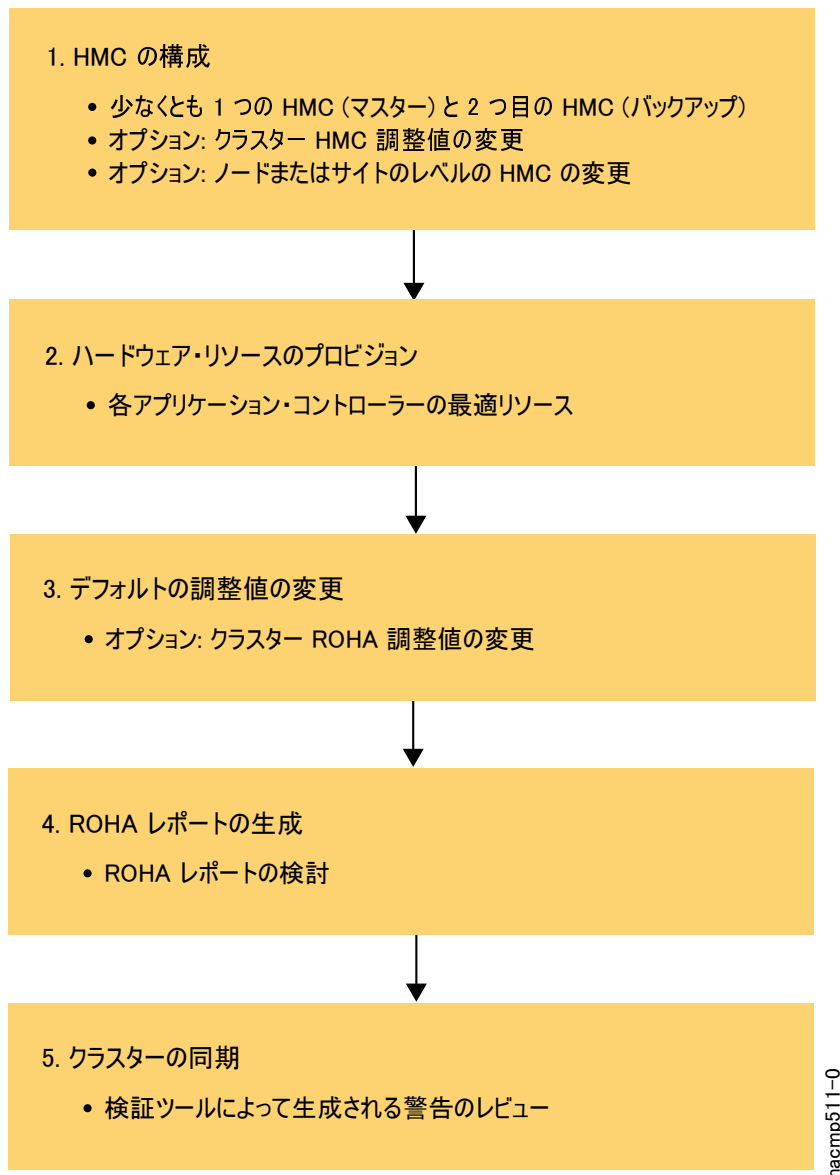 1. HMC の構成
• 少なくとも 1 つの HMC (マスター) と 2 つ目の HMC (バックアップ)
• オプション: クラスター HMC 調整値の変更
• オプション: ノードまたはサイトのレベルの HMC の変更
2. ハードウェア・リソースのプロビジョン
• 各アプリケーション・コントローラーの最適リソース
3. デフォルトの調整値の変更
• オプション: クラスター ROHA 調整値の変更
4. ROHA レポートの生成
• ROHA レポートの検討
5. クラスターの同期
• 検証ツールによって生成される警告のレビュー
hacmp511-0